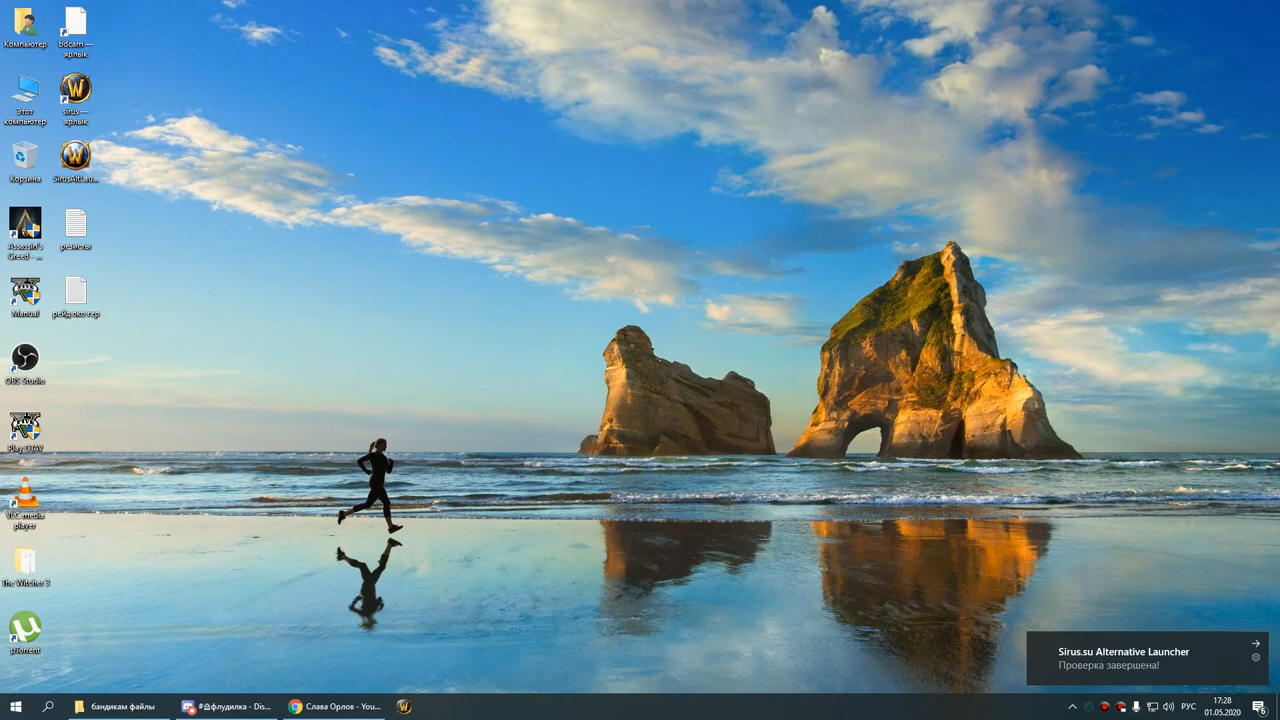 Компьютер
bdcam —
ярлык
Этот
компьютер
sirus —
ярлык
Корзина
SirusAltLau...
Assassin's
Creed - ...
резисты
Manual
рейд око гер
OBS Studio
Play GTAV
VLC media
player
The Witcher 3
µTorrent
Sirus.su Alternative Launcher
Проверка завершена!
бандикам файлы
флудилка - Dis...
Слава Орлов - You...
РУС
17:28
01.05.2020
6